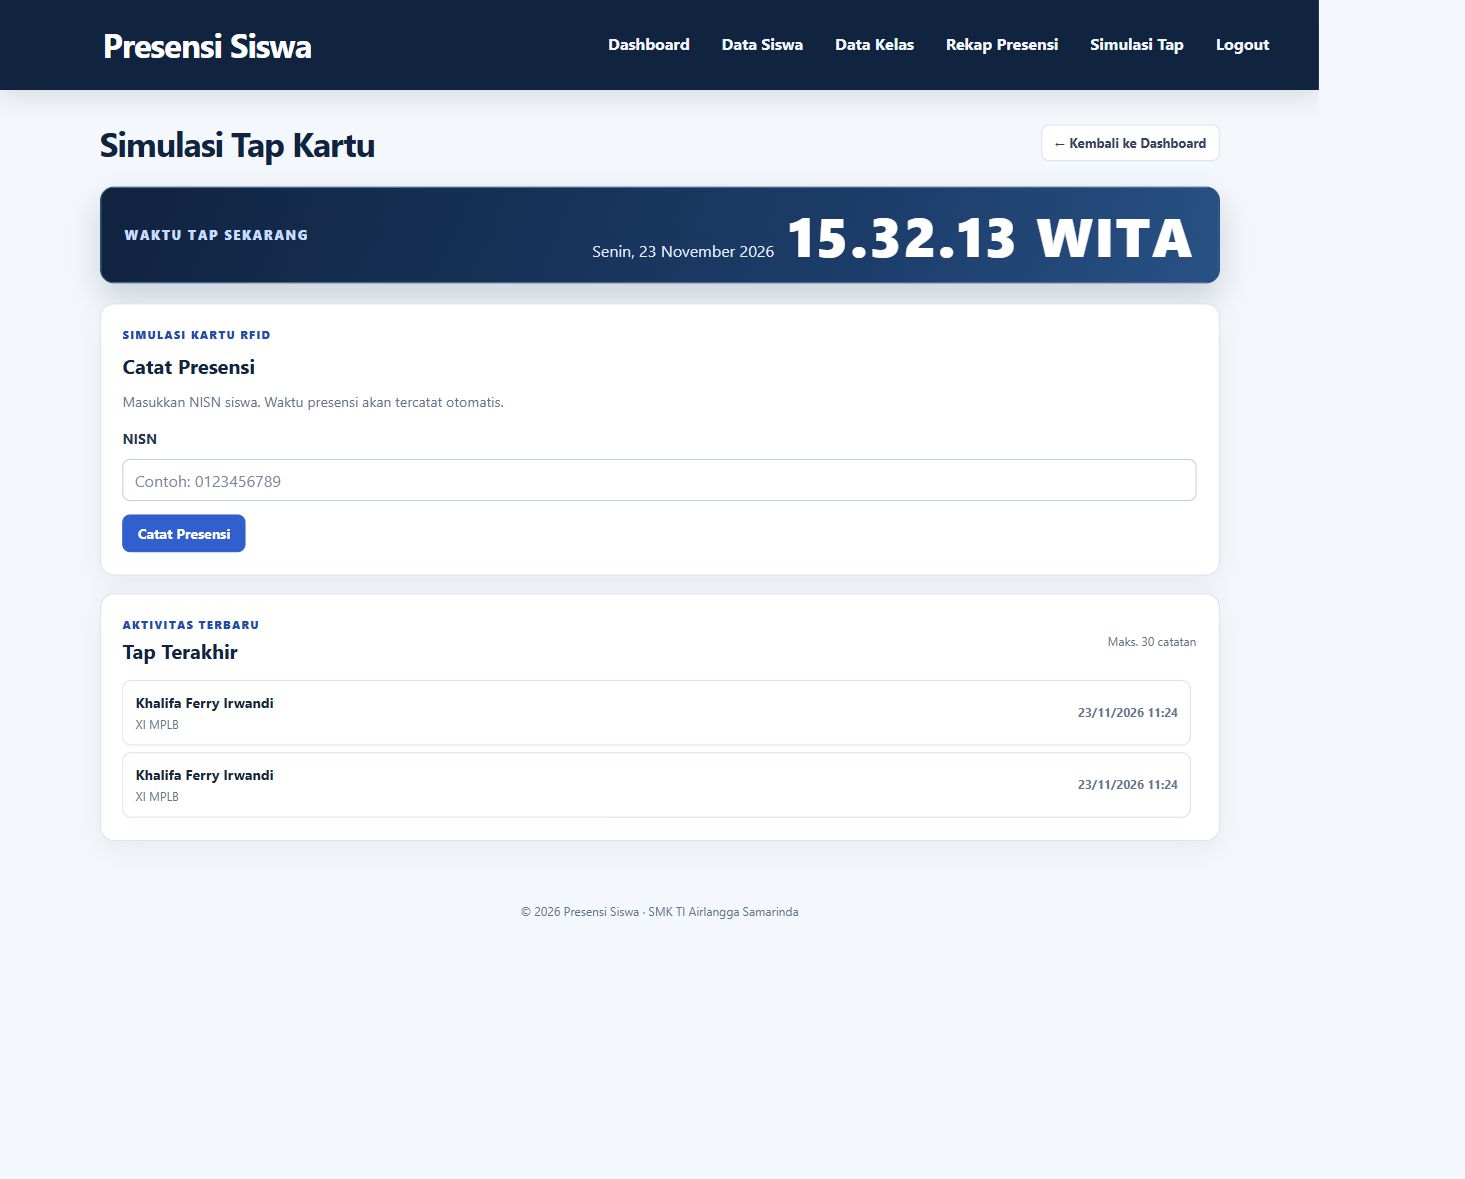 Presensi Siswa
Dashboard Data Siswa Data Kelas Rekap Presensi Simulasi Tap Logout
Simulasi Tap Kartu
← Kembali ke Dashboard
WAKTU TAP SEKARANG
Senin, 23 November 2026 15.32.13 WITA
SIMULASI KARTU RFID
Catat Presensi
Masukkan NISN siswa. Waktu presensi akan tercatat otomatis.
NISN
Contoh: 0123456789
Catat Presensi
AKTIVITAS TERBARU
Tap Terakhir
Maks. 30 catatan
Khalifa Ferry Irwandi
XI MPLB
23/11/2026 11:24
Khalifa Ferry Irwandi
XI MPLB
23/11/2026 11:24
© 2026 Presensi Siswa · SMK TI Airlangga Samarinda